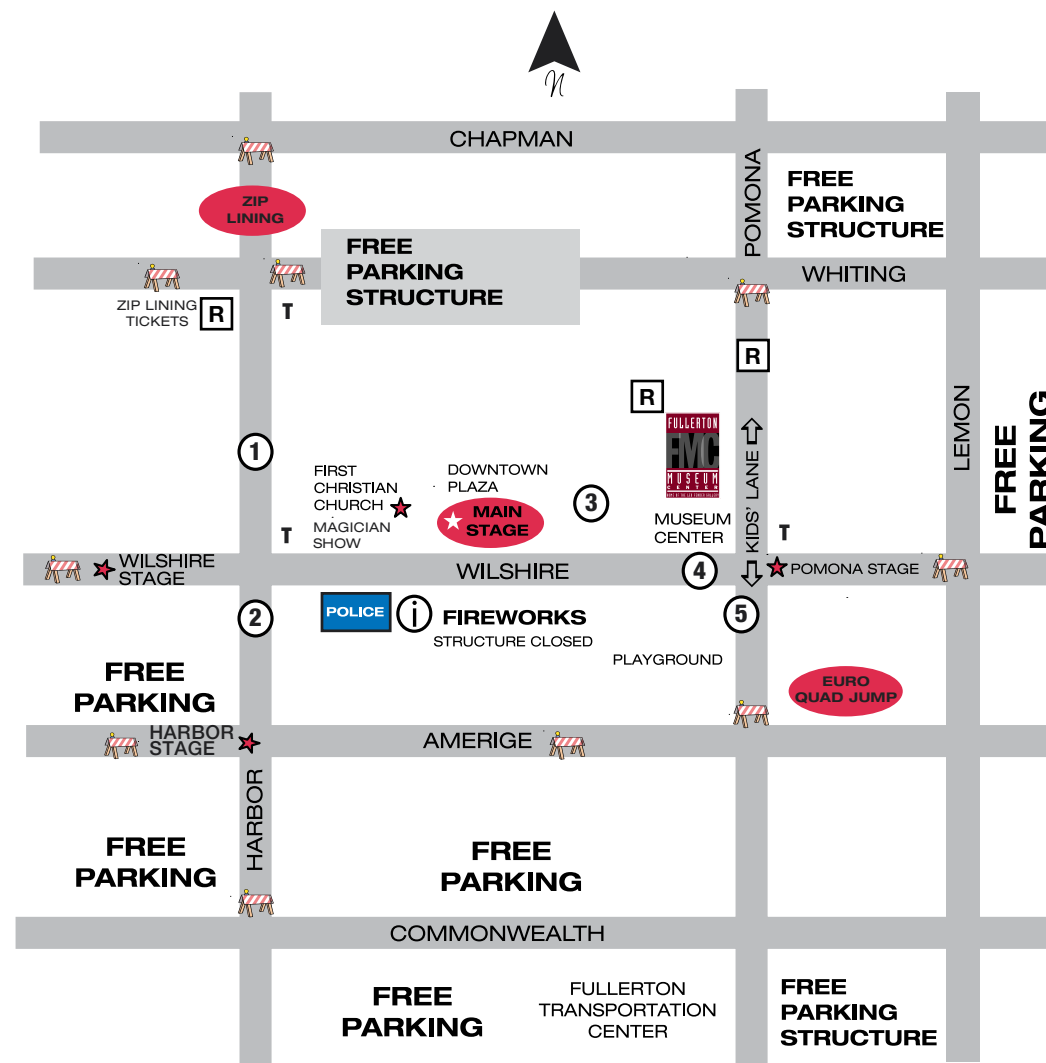 N
CHAPMAN
POMONA
FREE
PARKING
STRUCTURE
ZIP
LINING
FREE
PARKING
STRUCTURE
WHITING
ZIP LINING
TICKETS
R
T
R
R
LEMON
FREE
PARKING
FULLERTON
FMC
MUSEUM
CENTER
KIDS' LANE
1
FIRST
CHRISTIAN
CHURCH
MAGICIAN
SHOW
DOWNTOWN
PLAZA
MAIN
STAGE
3
MUSEUM
CENTER
T
T
WILSHIRE
STAGE
WILSHIRE
4
POMONA STAGE
2
POLICE
i
FIREWORKS
STRUCTURE CLOSED
5
PLAYGROUND
FREE
PARKING
EURO
QUAD JUMP
HARBOR
STAGE
AMERIGE
HARBOR
FREE
PARKING
FREE
PARKING
COMMONWEALTH
FREE
PARKING
FULLERTON
TRANSPORTATION
CENTER
FREE
PARKING
STRUCTURE